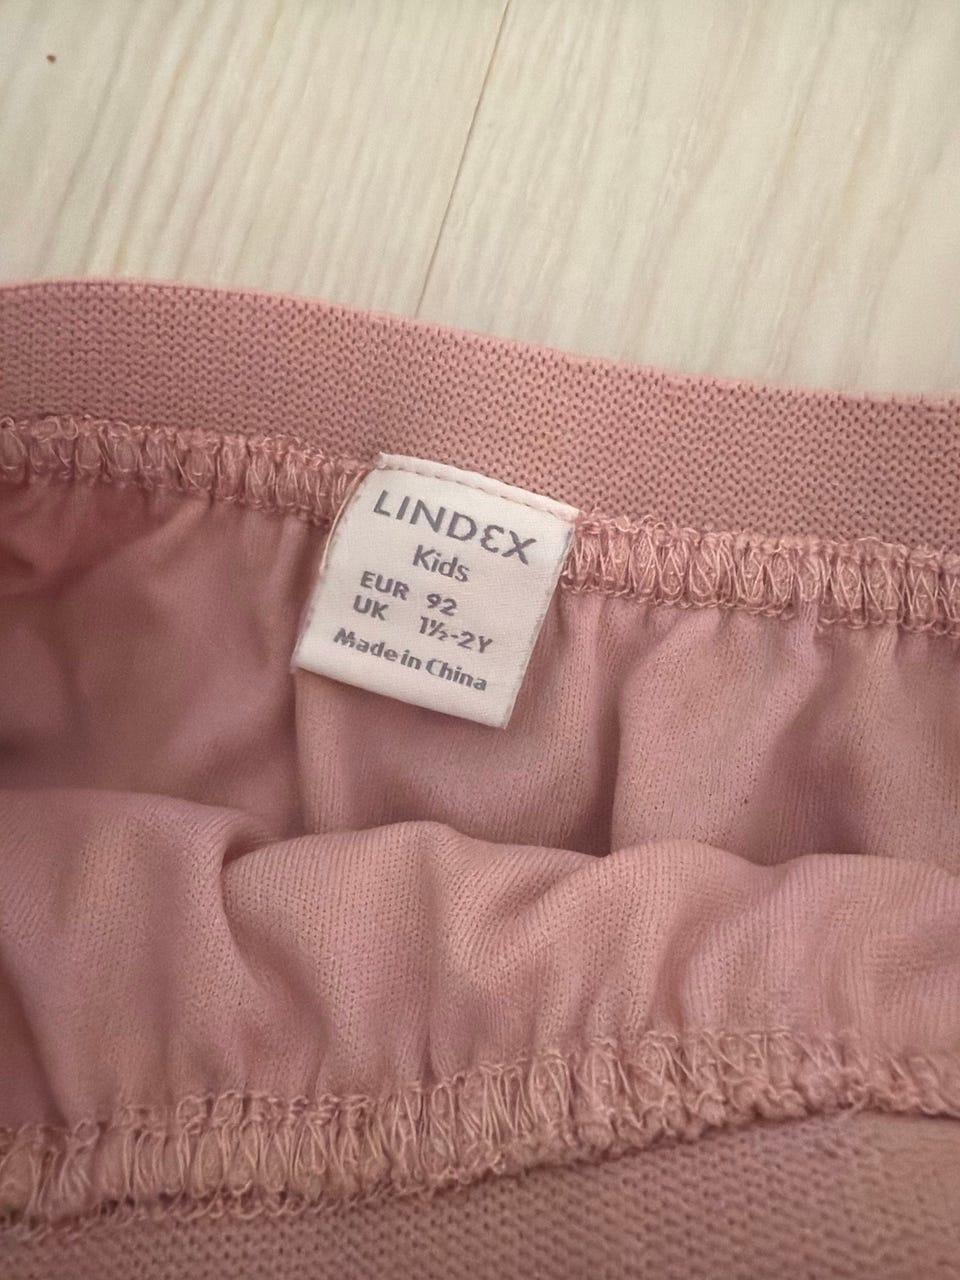 LINDEX
Kids
EUR 92
UK 1½-2Y
Made in China